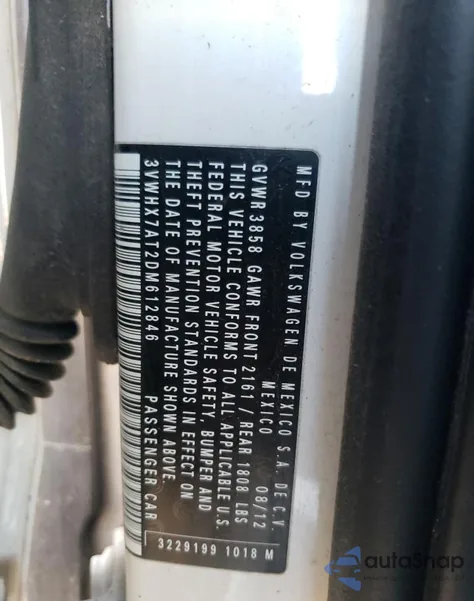 MFD BY VOLKSWAGEN DE MEXICO S.A. DE C.V.
MEXICO 08/12
GVWR 3858 GAWR FRONT 2161 / REAR 1808 LBS
THIS VEHICLE CONFORMS TO ALL APPLICABLE U.S.
FEDERAL MOTOR VEHICLE SAFETY, BUMPER AND
THEFT PREVENTION STANDARDS IN EFFECT ON
THE DATE OF MANUFACTURE SHOWN ABOVE.
3VWHX7AT2DM612846 PASSENGER CAR
3229199 1018 M
autoSnap